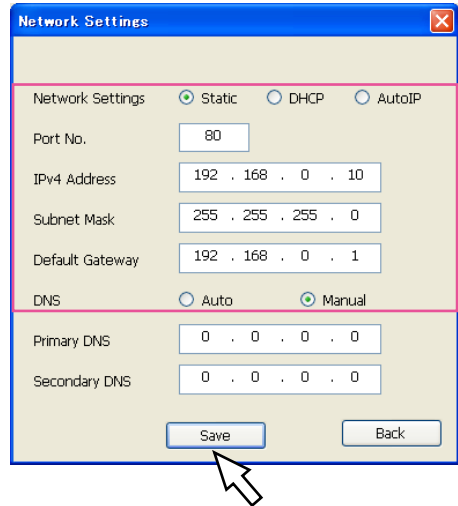 Network Settings
Network Settings Static DHCP AutoIP
Port No. 80
IPv4 Address 192 . 168 . 0 . 10
Subnet Mask 255 . 255 . 255 . 0
Default Gateway 192 . 168 . 0 . 1
DNS Auto Manual
Primary DNS 0 . 0 . 0 . 0
Secondary DNS 0 . 0 . 0 . 0
Save Back